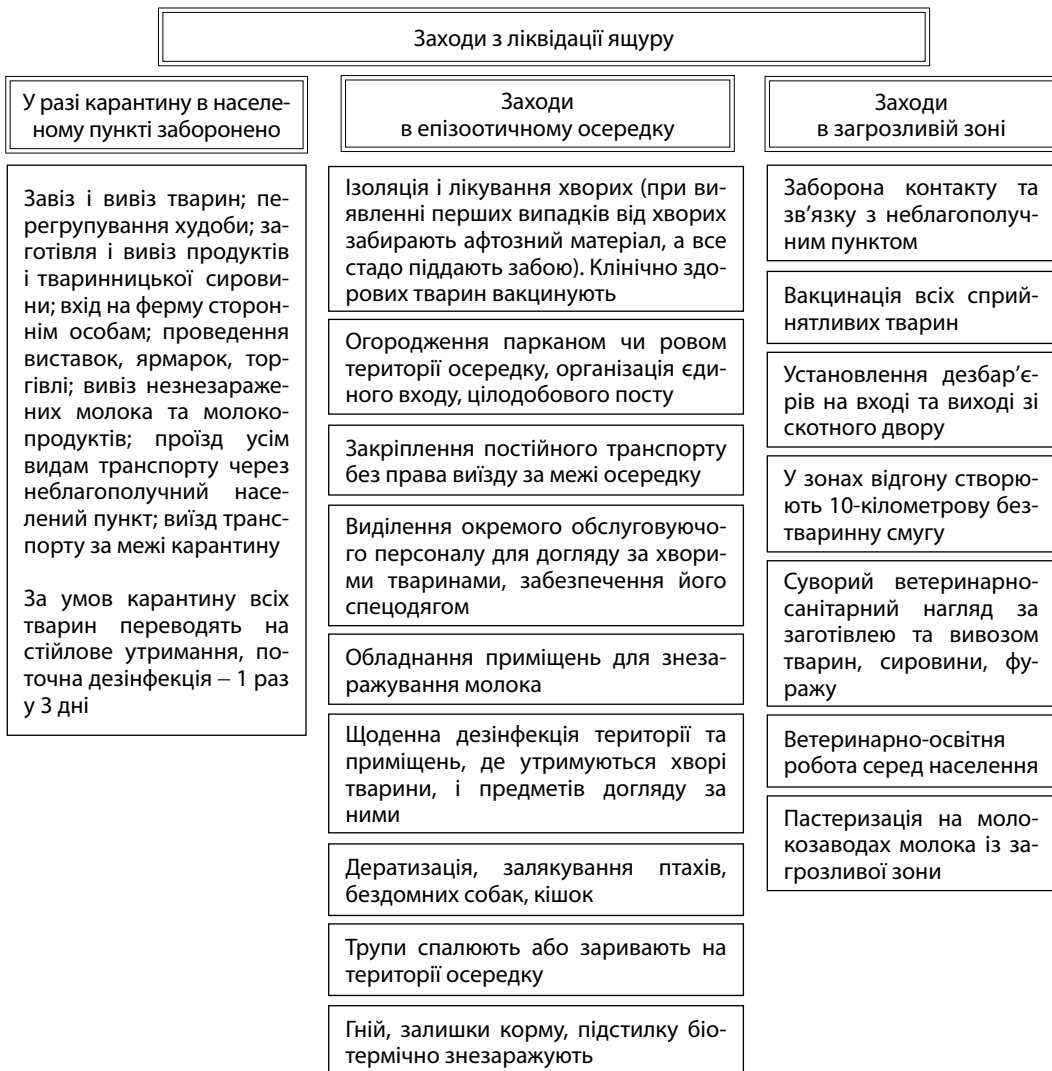 Заходи з ліквідації ящуру
У разі карантину в населе-
ному пункті заборонено
Завіз і вивіз тварин; пе-
регрупування худоби; за-
готівля і вивіз продуктів
і тваринницької сирови-
ни; вхід на ферму сторон-
нім особам; проведення
виставок, ярмарок, тор-
гівлі; вивіз незнезараже-
них молока та молоко-
продуктів; проїзд усім
видам транспорту через
неблагополучний насе-
лений пункт; виїзд транс-
порту за межі карантину
За умов карантину всіх
тварин переводять на
стійлове утримання, по-
точна дезінфекція – 1 раз
у 3 дні
Заходи
в епізоотичному осередку
Ізоляція і лікування хворих (при ви-
явленні перших випадків від хворих
забирають афтозний матеріал, а все
стадо піддають забою). Клінічно здо-
рових тварин вакцинують
Огородження парканом чи ровом
території осередку, організація єди-
ного входу, цілодобового посту
Закріплення постійного транспорту
без права виїзду за межі осередку
Виділення окремого обслуговуючо-
го персоналу для догляду за хвори-
ми тваринами, забезпечення його
спецодягом
Обладнання приміщень для знеза-
ражування молока
Щоденна дезінфекція території та
приміщень, де утримуються хворі
тварини, і предметів догляду за
ними
Дератизація, залякування птахів,
бездомних собак, кішок
Трупи спалюють або заривають на
території осередку
Гній, залишки корму, підстилку біо-
термічно знезаражують
Заходи
в загрозливій зоні
Заборона контакту та
зв’язку з неблагополуч-
ним пунктом
Вакцинація всіх сприй-
нятливих тварин
Установлення дезбар’є-
рів на вході та виході зі
скотного двору
У зонах відгону створю-
ють 10-кілометрову без-
тваринну смугу
Суворий ветеринарно-
санітарний нагляд за
заготівлею та вивозом
тварин, сировини, фу-
ражу
Ветеринарно-освітня
робота серед населення
Пастеризація на моло-
козаводах молока із за-
грозливої зони